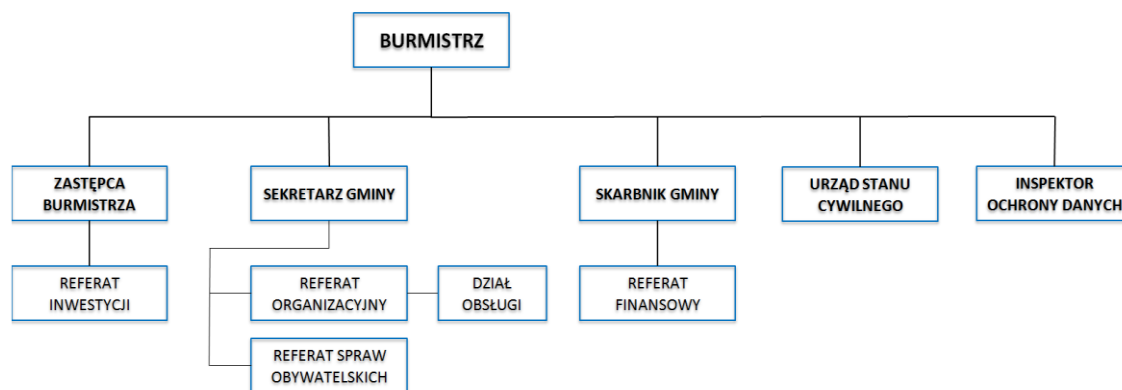 BURMISTRZ
ZASTĘPCA
BURMISTRZA
SEKRETARZ GMINY
SKARBNIK GMINY
URZĄD STANU
CYWILNEGO
INSPEKTOR
OCHRONY DANYCH
REFERAT
INWESTYCJI
REFERAT
ORGANIZACYJNY
DZIAŁ
OBSŁUGI
REFERAT
FINANSOWY
REFERAT SPRAW
OBYWATELSKICH